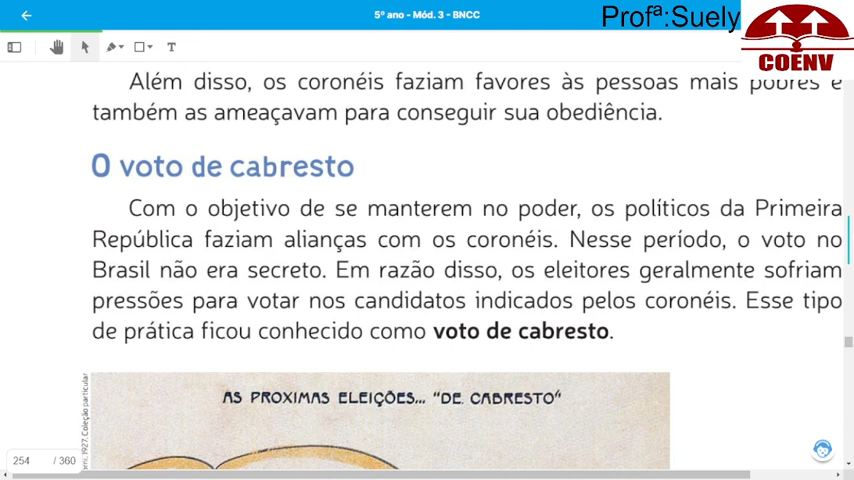 5º ano - Mód. 3 - BNCC
Profª:Suely
COENV
T
Além disso, os coronéis faziam favores às pessoas mais pobres e
também as ameaçavam para conseguir sua obediência.
O voto de cabresto
Com o objetivo de se manterem no poder, os políticos da Primeira
República faziam alianças com os coronéis. Nesse período, o voto no
Brasil não era secreto. Em razão disso, os eleitores geralmente sofriam
pressões para votar nos candidatos indicados pelos coronéis. Esse tipo
de prática ficou conhecido como voto de cabresto.
AS PROXIMAS ELEIÇÕES... "DE CABRESTO"
1927. Coleção particular
254 / 360